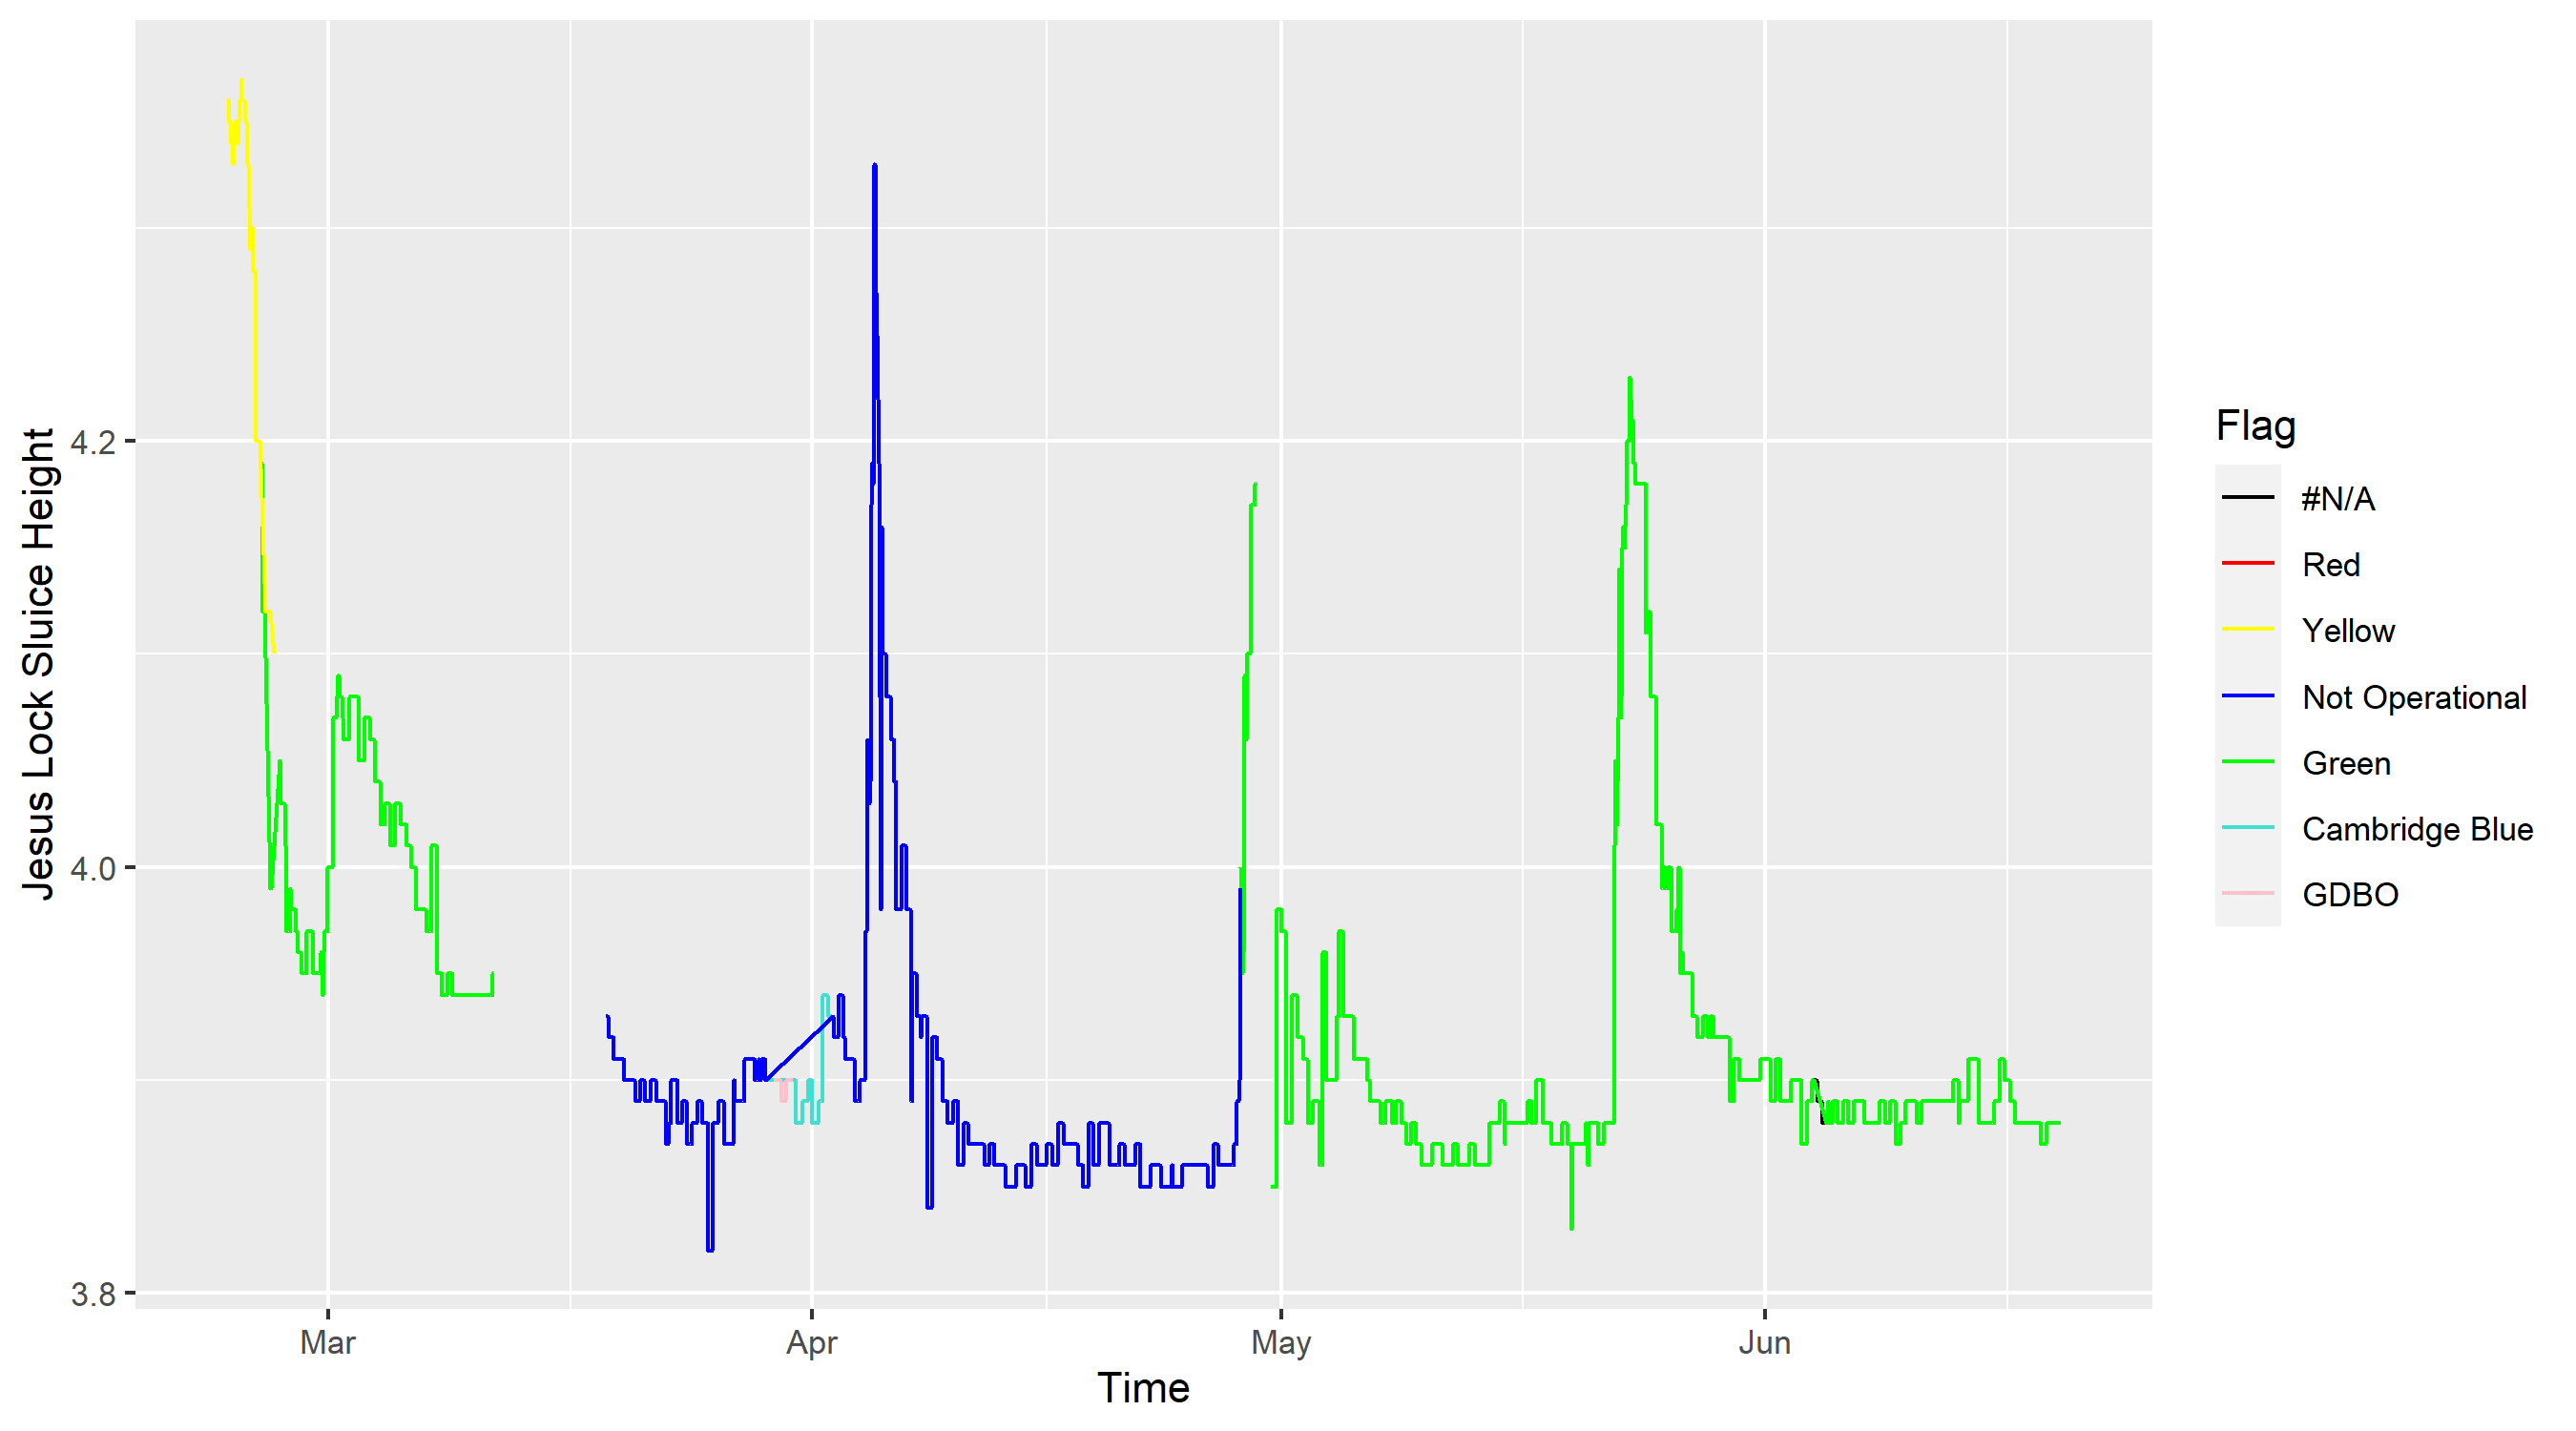 Jesus Lock Sluice Height
4.2
4.0
3.8
Mar
Apr
May
Jun
Time
Flag
#N/A
Red
Yellow
Not Operational
Green
Cambridge Blue
GDBO